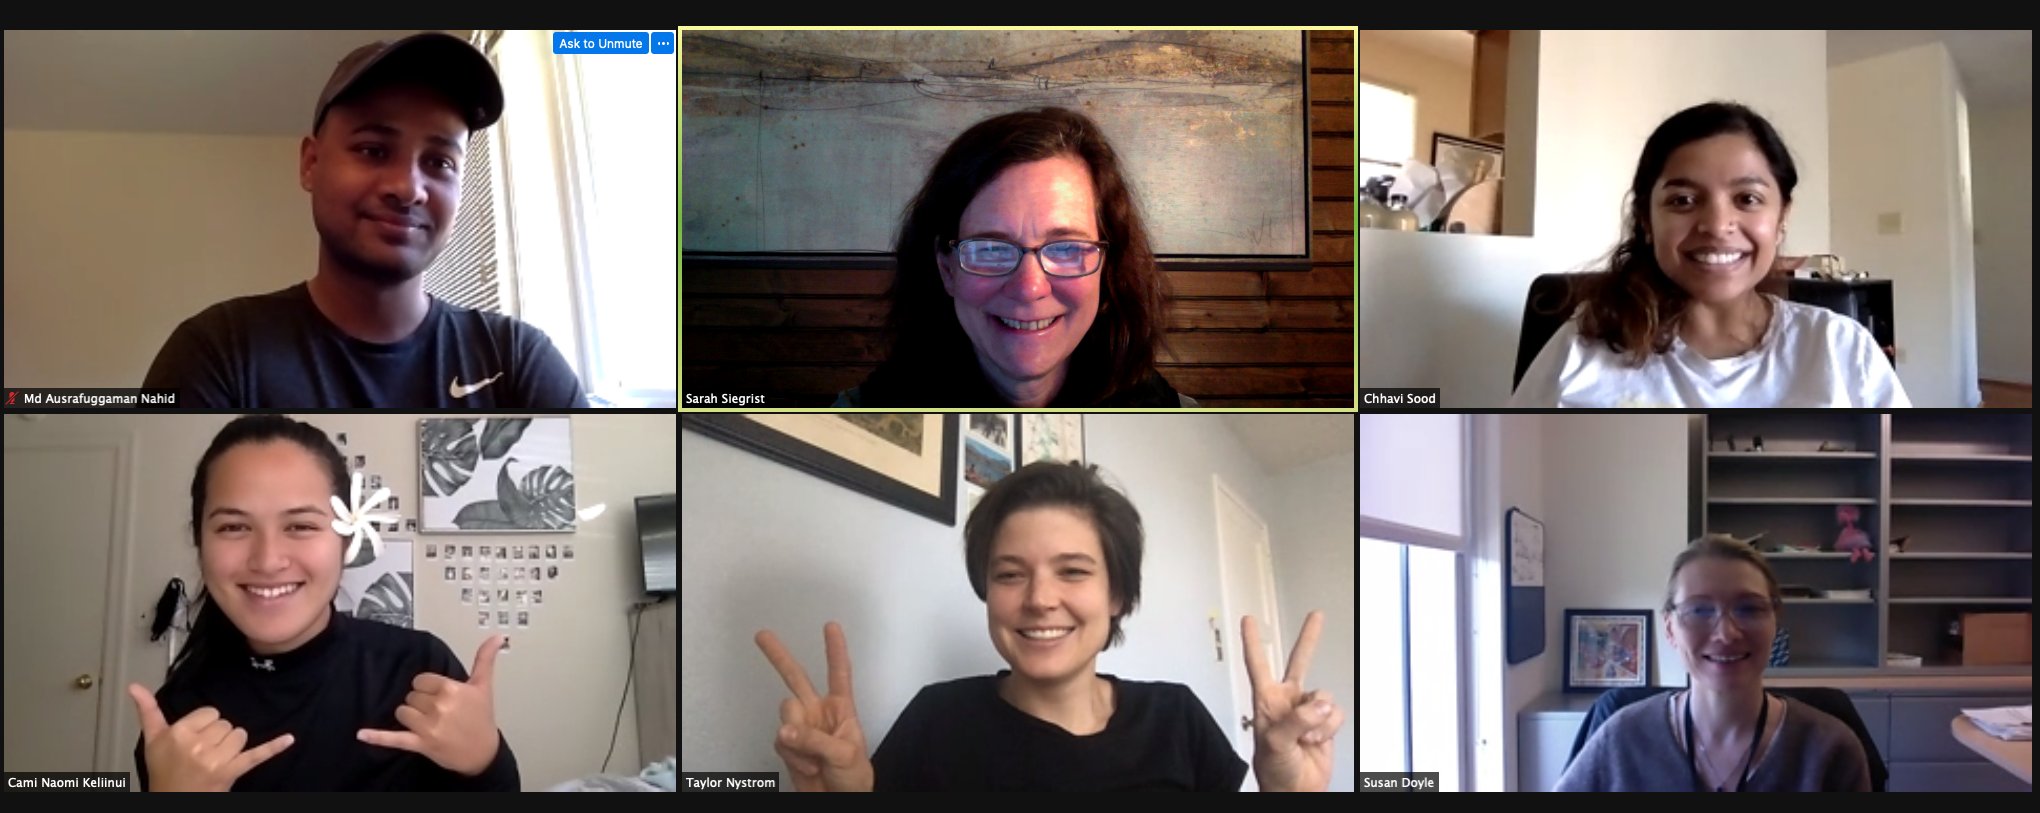 Ask to Unmute
Md Ausrafuggaman Nahid
Sarah Siegrist
Chhavi Sood
Cami Naomi Keliinui
Taylor Nystrom
Susan Doyle